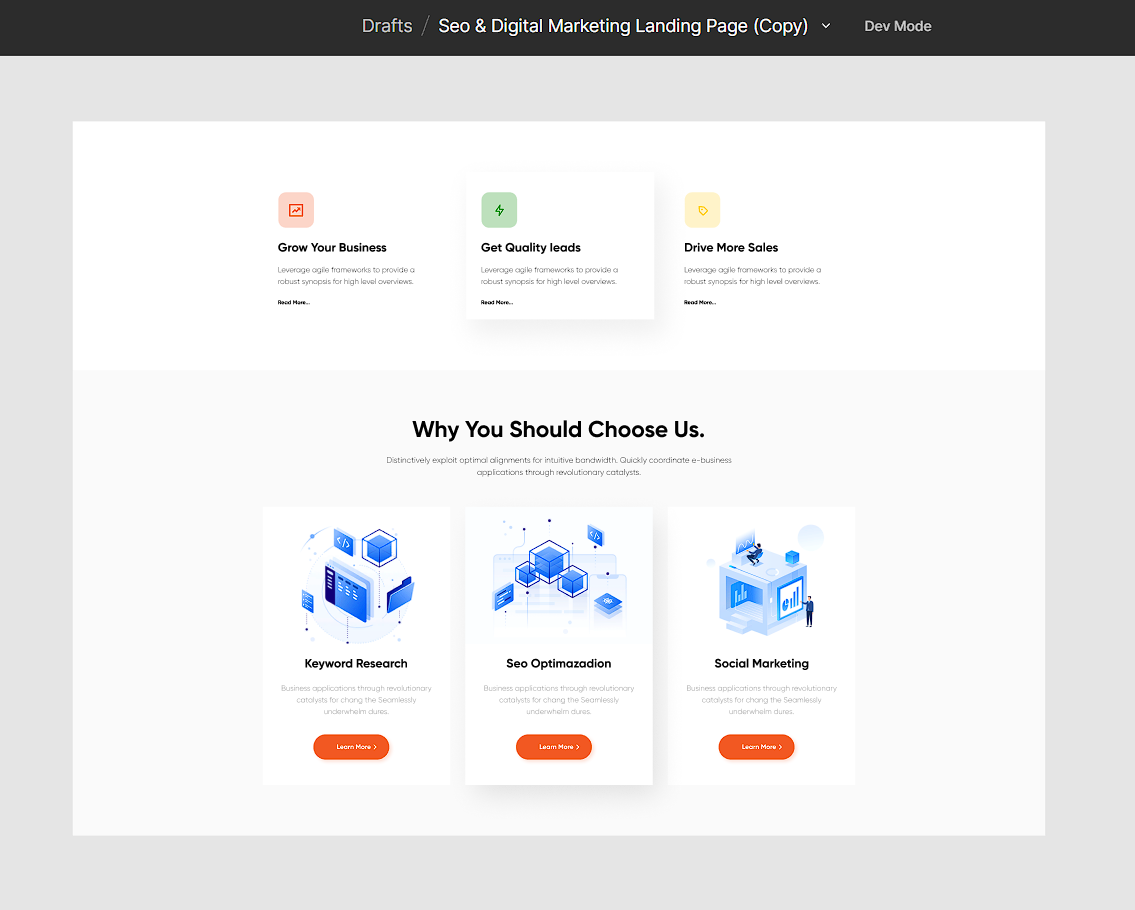 Drafts / Seo & Digital Marketing Landing Page (Copy)
Dev Mode
Grow Your Business
Leverage agile frameworks to provide a
robust synopsis for high level overviews.
Read More...
Get Quality leads
Leverage agile frameworks to provide a
robust synopsis for high level overviews.
Read More...
Drive More Sales
Leverage agile frameworks to provide a
robust synopsis for high level overviews.
Read More...
Why You Should Choose Us.
Distinctively exploit optimal alignments for intuitive bandwidth. Quickly coordinate e-business
applications through revolutionary catalysts.
Keyword Research
Business applications through revolutionary
catalysts for chang the Seamlessly
underwhelm dures.
Learn More >
Seo Optimazadion
Business applications through revolutionary
catalysts for chang the Seamlessly
underwhelm dures.
Learn More >
Social Marketing
Business applications through revolutionary
catalysts for chang the Seamlessly
underwhelm dures.
Learn More >